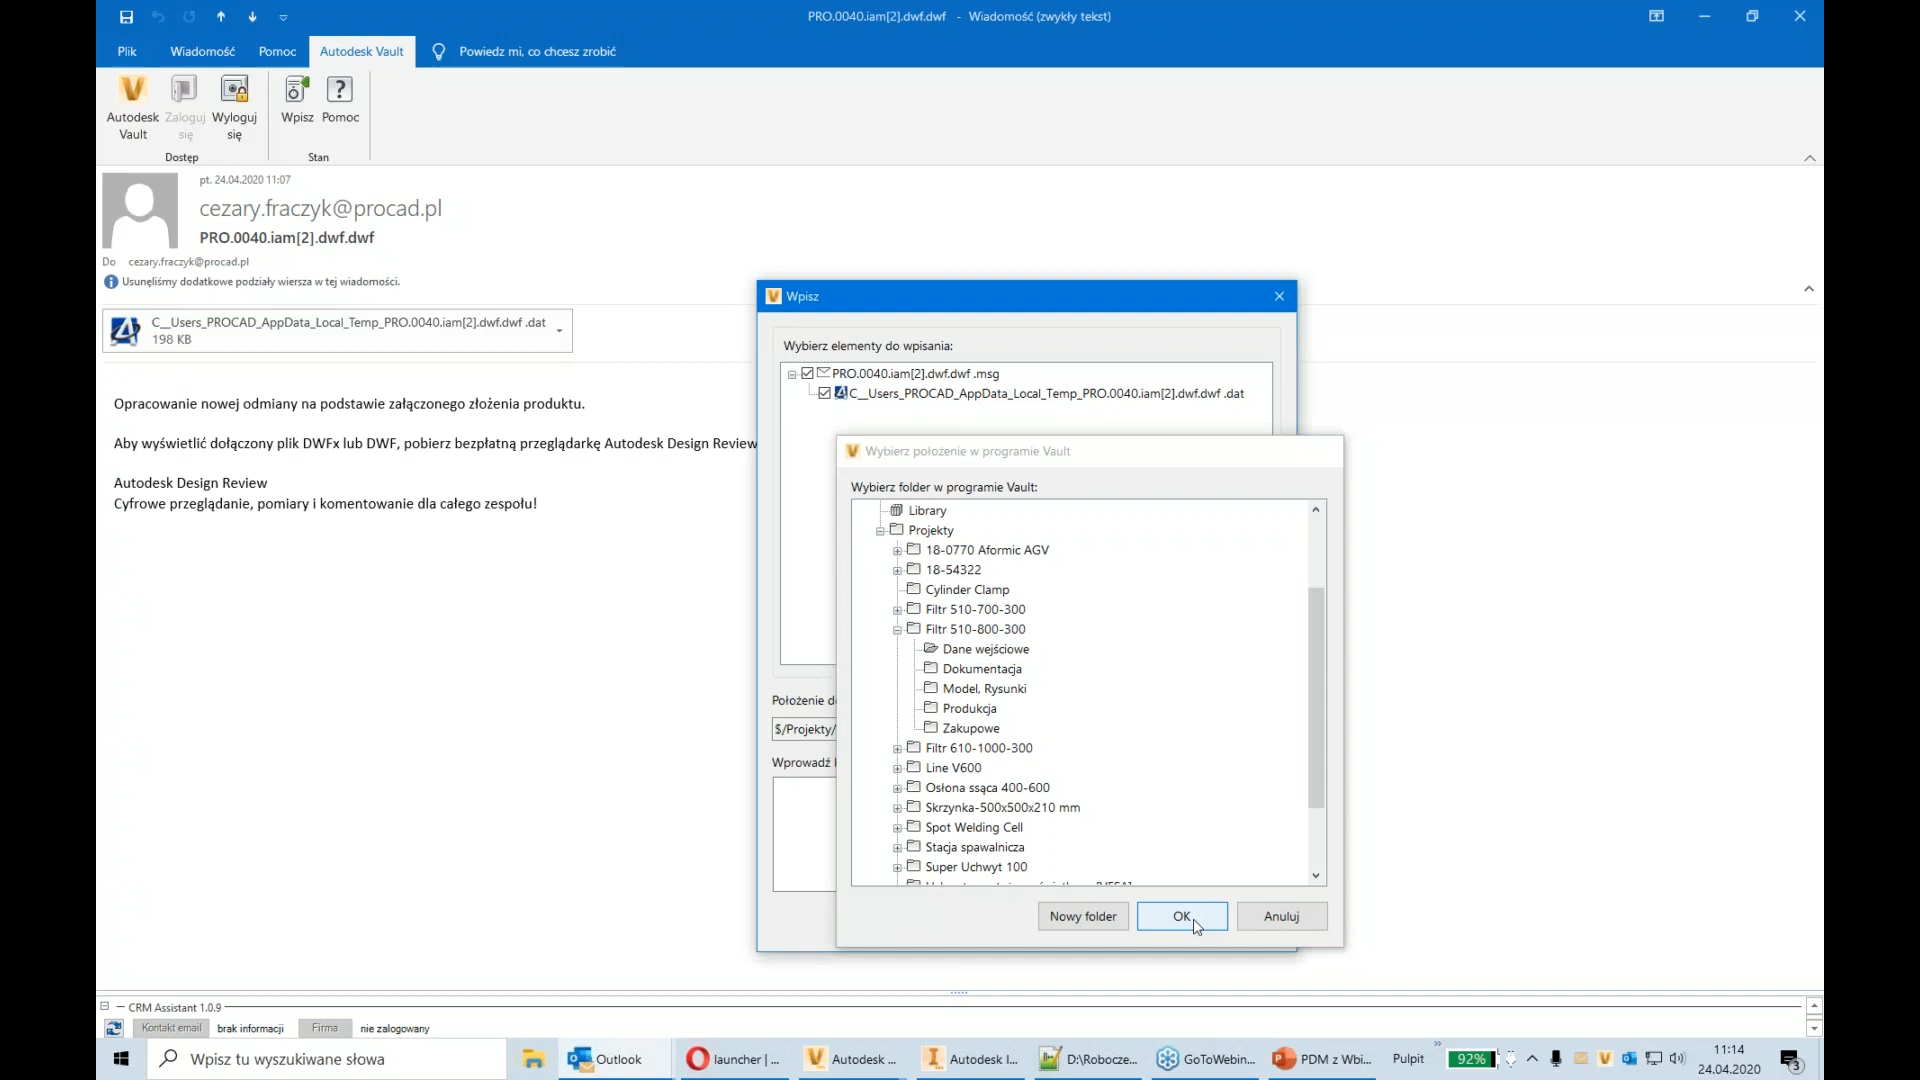 PRO.0040.iam[2].dwf.dwf - Wiadomość (zwykły tekst)
Plik Wiadomość Pomoc Autodesk Vault Powiedz mi, co chcesz zrobić
Autodesk Vault
Zaloguj się
Wyloguj się
Wpisz
Pomoc
Dostęp
Stan
pt. 24.04.2020 11:07
cezary.fraczyk@procad.pl
PRO.0040.iam[2].dwf.dwf
Do cezary.fraczyk@procad.pl
Usunęliśmy dodatkowe podziały wiersza w tej wiadomości.
C__Users_PROCAD_AppData_Local_Temp_PRO.0040.iam[2].dwf.dwf .dat
198 KB
Opracowanie nowej odmiany na podstawie załączonego złożenia produktu.
Aby wyświetlić dołączony plik DWFx lub DWF, pobierz bezpłatną przeglądarkę Autodesk Design Review
Autodesk Design Review
Cyfrowe przeglądanie, pomiary i komentowanie dla całego zespołu!
Wpisz
Wybierz elementy do wpisania:
PRO.0040.iam[2].dwf.dwf .msg
C__Users_PROCAD_AppData_Local_Temp_PRO.0040.iam[2].dwf.dwf .dat
Położenie
$/Projekty/
Wprowadź
Wybierz położenie w programie Vault
Wybierz folder w programie Vault:
Library
Projekty
18-0770 Aformic AGV
18-54322
Cylinder Clamp
Filtr 510-700-300
Filtr 510-800-300
Dane wejściowe
Dokumentacja
Model, Rysunki
Produkcja
Zakupowe
Filtr 610-1000-300
Line V600
Osłona ssąca 400-600
Skrzynka-500x500x210 mm
Spot Welding Cell
Stacja spawalnicza
Super Uchwyt 100
Nowy folder OK Anuluj
CRM Assistant 1.0.9
Kontakt email brak informacji Firma nie zalogowany
Wpisz tu wyszukiwane słowa
Outlook
launcher | ...
Autodesk ...
Autodesk I...
D:\Robocze...
GoToWebin...
PDM z Wbi...
Pulpit
92%
11:14
24.04.2020
3